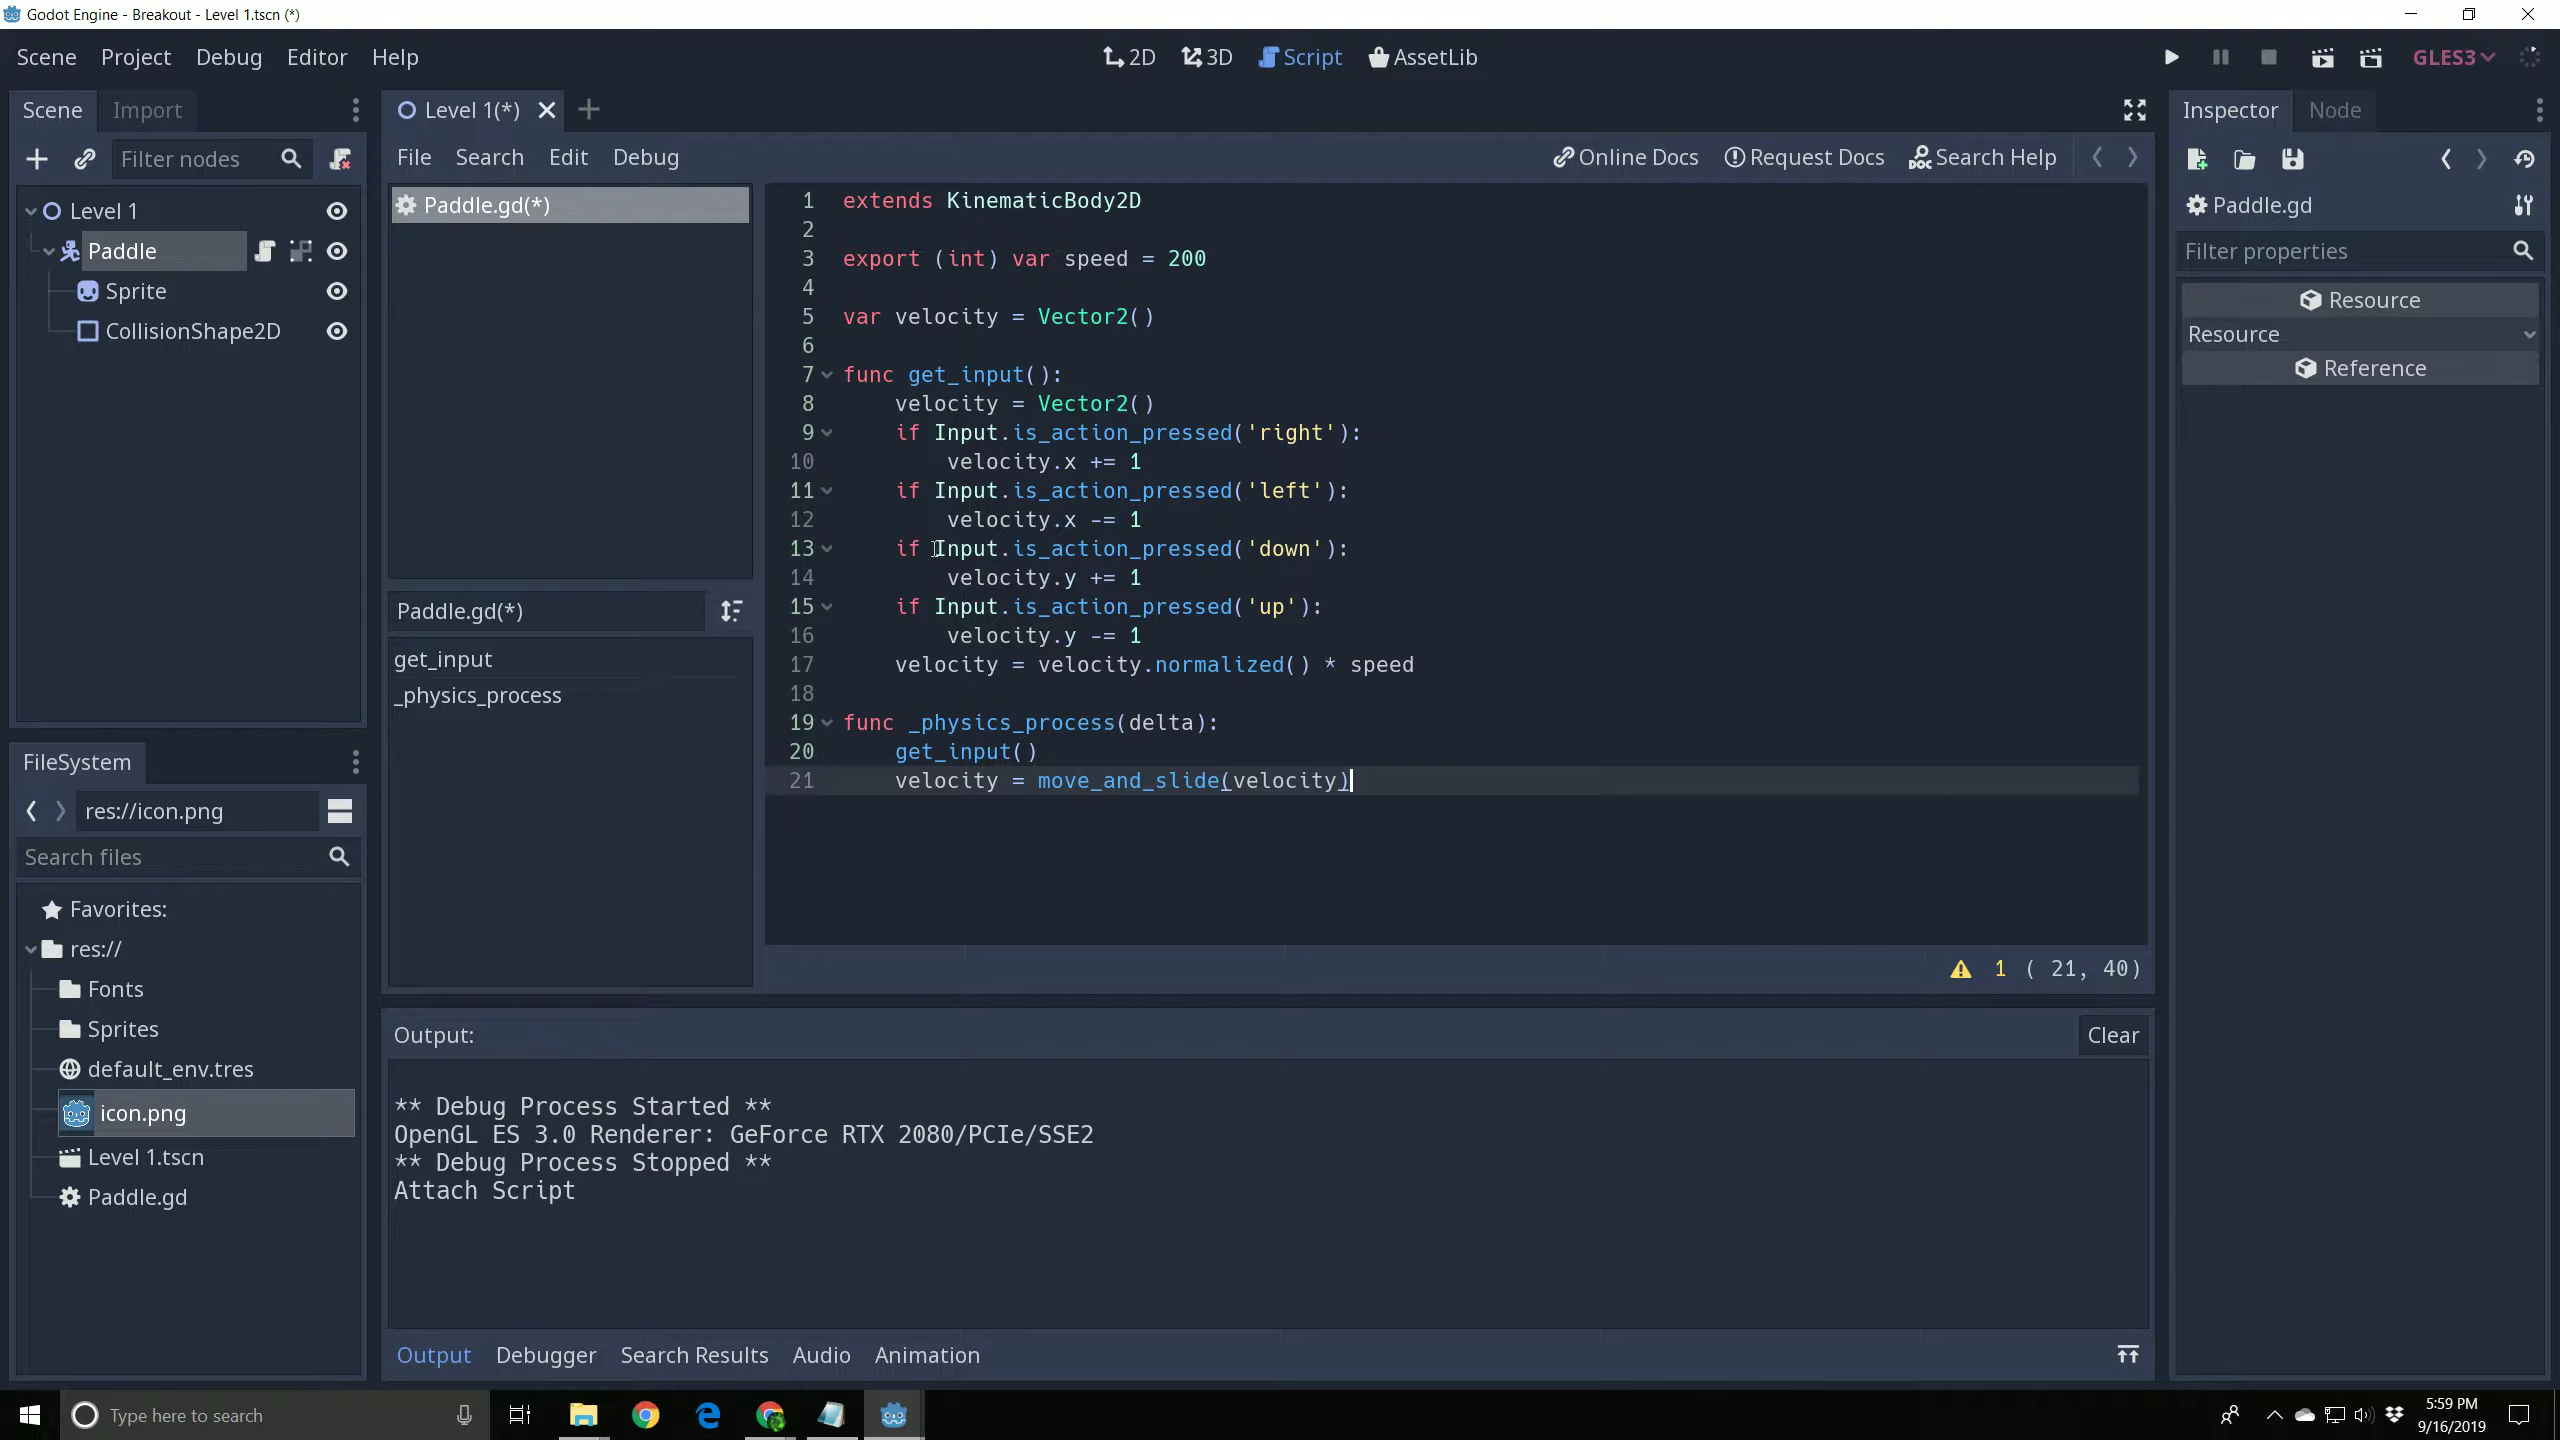 Godot Engine - Breakout - Level 1.tscn (*)
Scene Project Debug Editor Help
2D 3D Script AssetLib
GLES3
Scene Import
Filter nodes
Level 1
Paddle
Sprite
CollisionShape2D
FileSystem
res://icon.png
Search files
Favorites:
res://
Fonts
Sprites
default_env.tres
icon.png
Level 1.tscn
Paddle.gd
Level 1(*)
File Search Edit Debug
Online Docs Request Docs Search Help
Paddle.gd(*)
Paddle.gd(*)
get_input
_physics_process
1 extends KinematicBody2D
2
3 export (int) var speed = 200
4
5 var velocity = Vector2()
6
7 func get_input():
8 velocity = Vector2()
9 if Input.is_action_pressed('right'):
10 velocity.x += 1
11 if Input.is_action_pressed('left'):
12 velocity.x -= 1
13 if Input.is_action_pressed('down'):
14 velocity.y += 1
15 if Input.is_action_pressed('up'):
16 velocity.y -= 1
17 velocity = velocity.normalized() * speed
18
19 func _physics_process(delta):
20 get_input()
21 velocity = move_and_slide(velocity)
1 ( 21, 40)
Output:
Clear
** Debug Process Started **
OpenGL ES 3.0 Renderer: GeForce RTX 2080/PCIe/SSE2
** Debug Process Stopped **
Attach Script
Output Debugger Search Results Audio Animation
Inspector Node
Paddle.gd
Filter properties
Resource
Resource
Reference
Type here to search
5:59 PM
9/16/2019